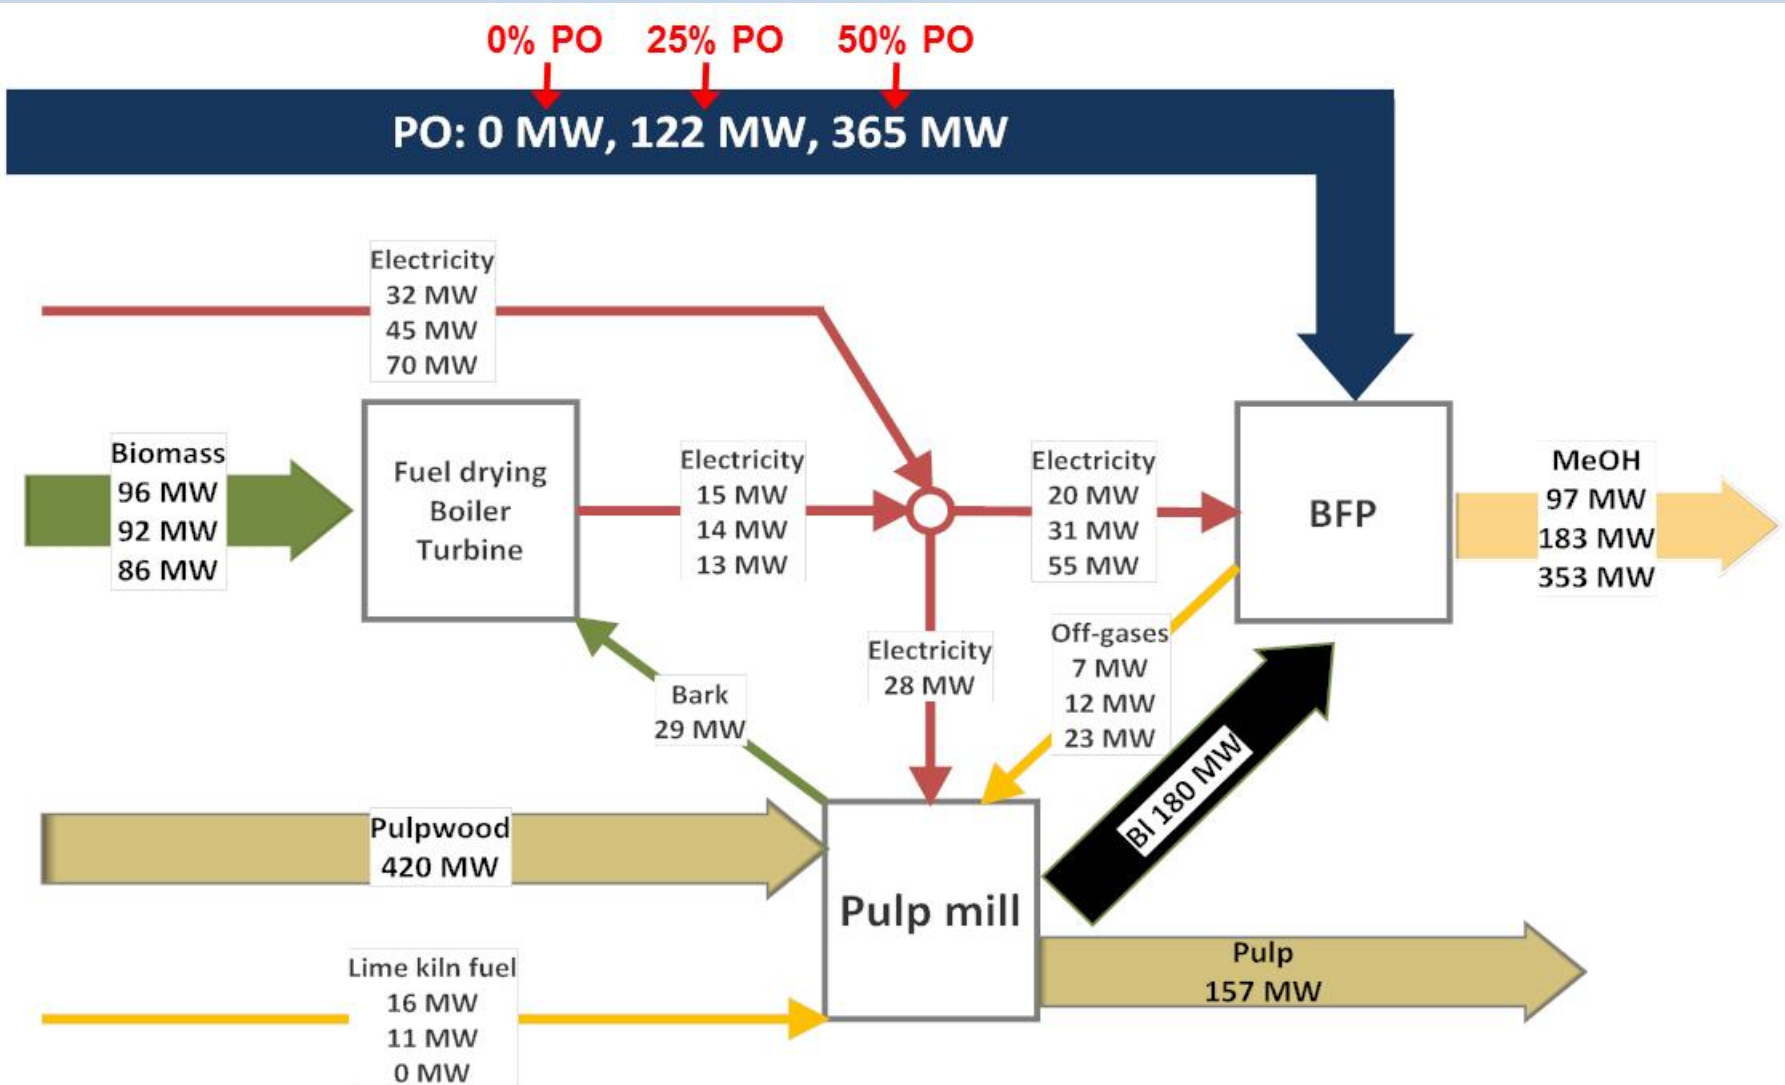 0% PO 25% PO 50% PO
PO: 0 MW, 122 MW, 365 MW
Electricity
32 MW
45 MW
70 MW
Biomass
96 MW
92 MW
86 MW
Fuel drying
Boiler
Turbine
Electricity
15 MW
14 MW
13 MW
Electricity
20 MW
31 MW
55 MW
BFP
MeOH
97 MW
183 MW
353 MW
Bark
29 MW
Electricity
28 MW
Off-gases
7 MW
12 MW
23 MW
Bl 180 MW
Pulpwood
420 MW
Pulp mill
Lime kiln fuel
16 MW
11 MW
0 MW
Pulp
157 MW